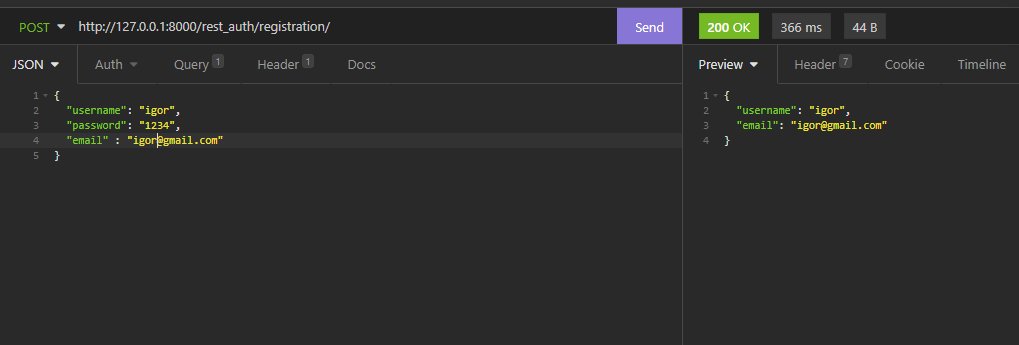 POST http://127.0.0.1:8000/rest_auth/registration/ Send 200 OK 366 ms 44 B
JSON Auth Query 1 Header 1 Docs Preview Header 7 Cookie Timeline
1 {
2 "username": "igor",
3 "password": "1234",
4 "email" : "igor@gmail.com"
5 }
1 {
2 "username": "igor",
3 "email": "igor@gmail.com"
4 }